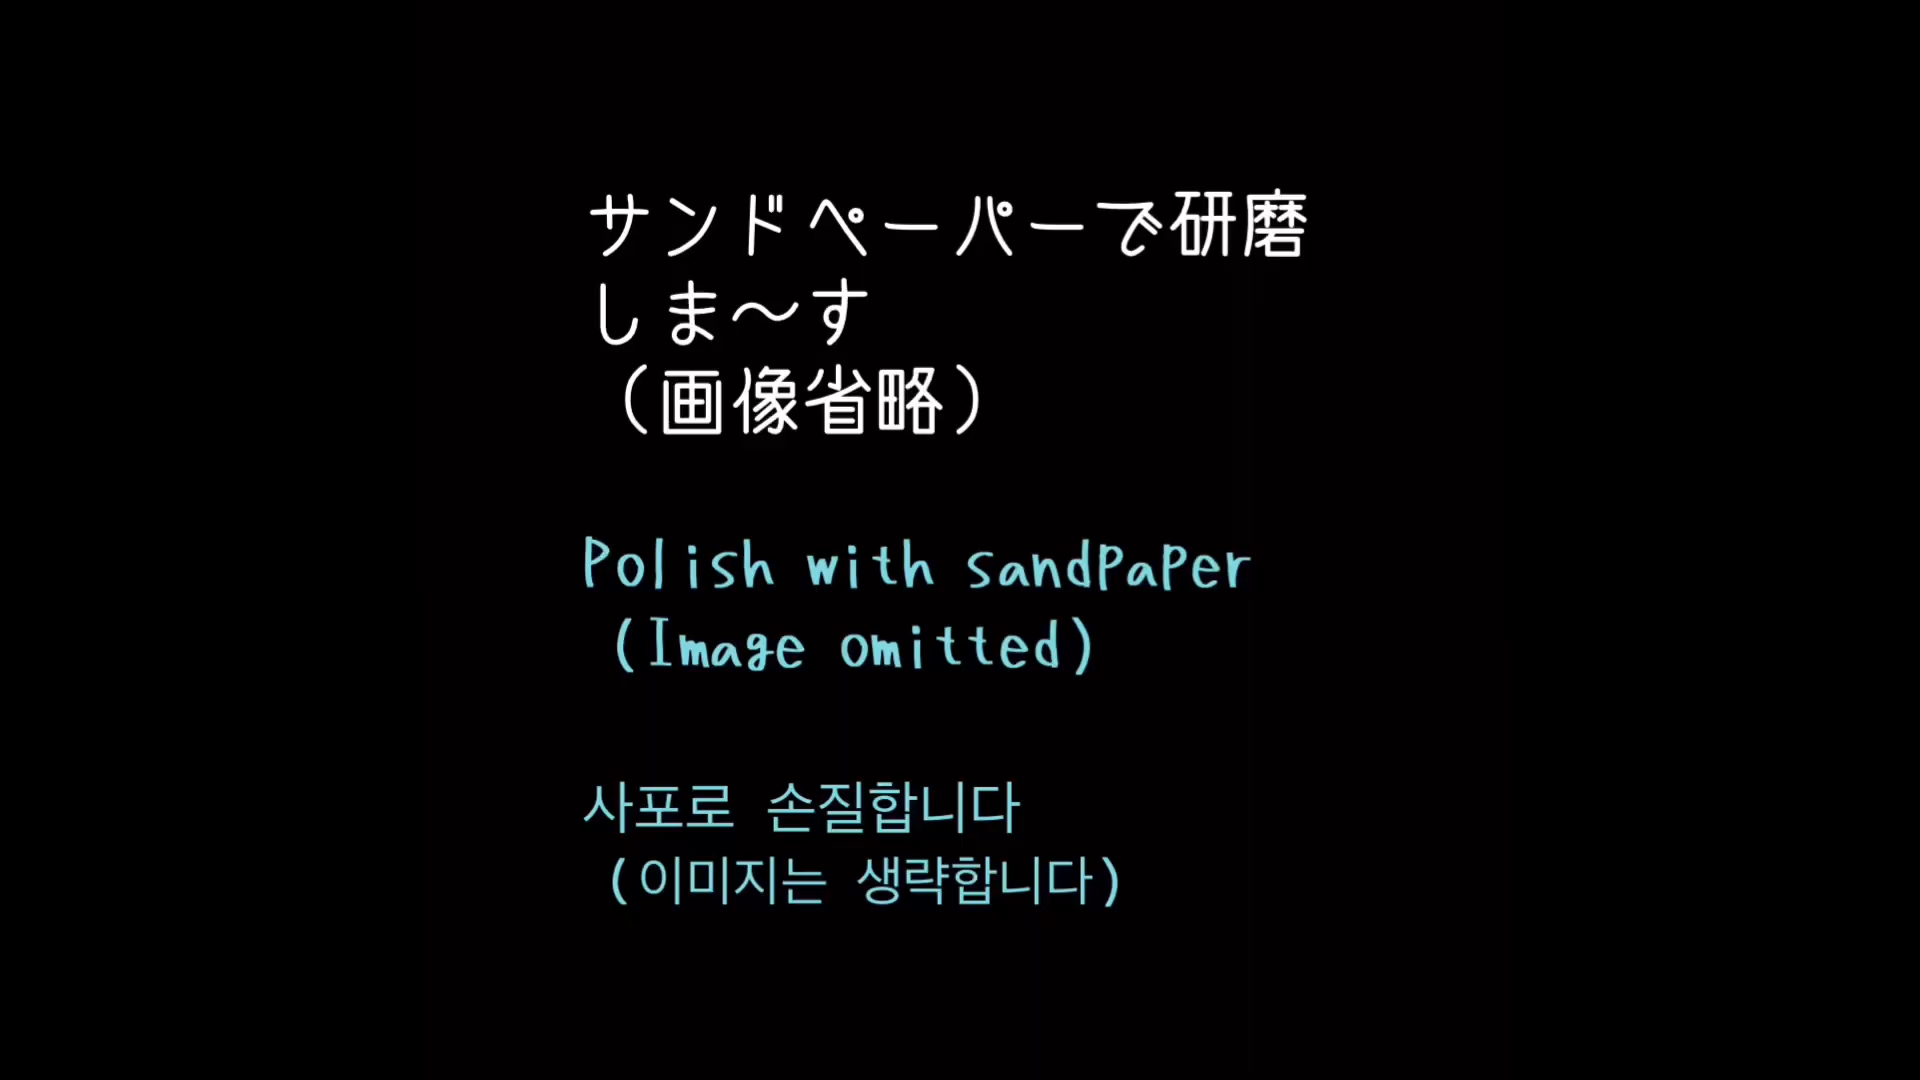 サンドペーパーで研磨
しま〜す
（画像省略）
Polish with sandpaper
(Image omitted)
사포로 손질합니다
(이미지는 생략합니다)